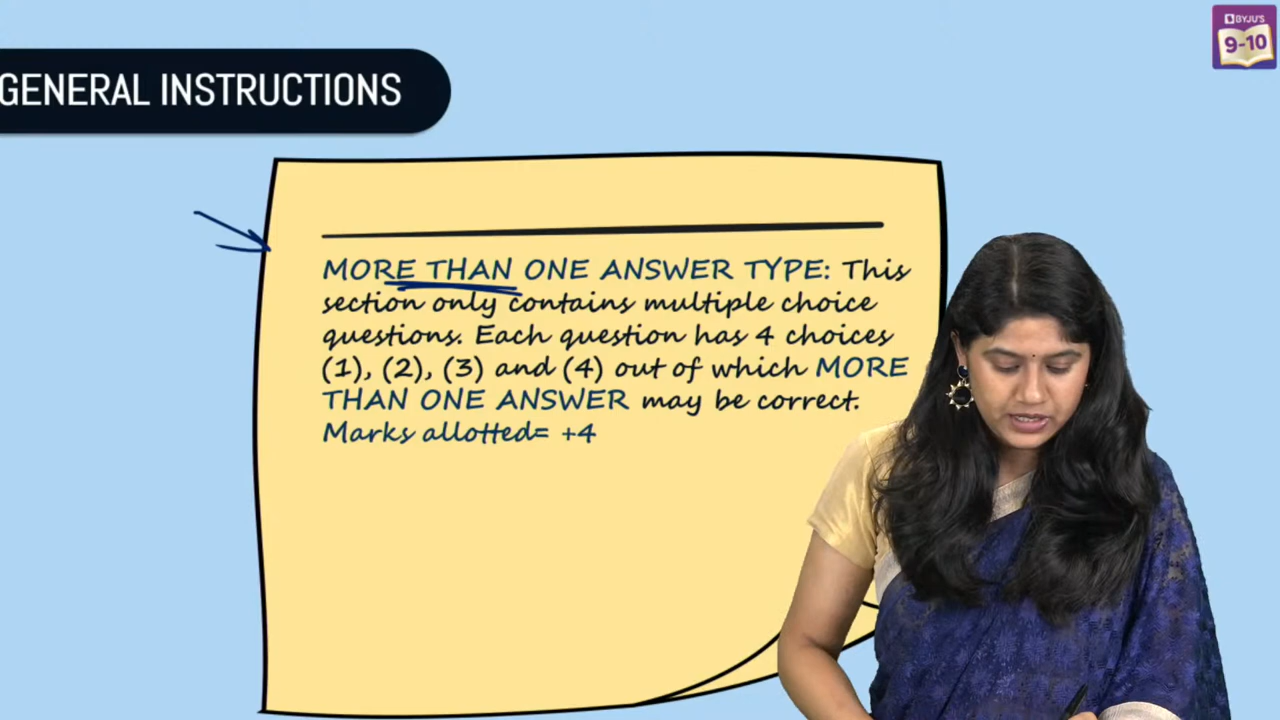 BYJU'S
9-10
GENERAL INSTRUCTIONS
MORE THAN ONE ANSWER TYPE: This
section only contains multiple choice
questions. Each question has 4 choices
(1), (2), (3) and (4) out of which MORE
THAN ONE ANSWER may be correct.
Marks allotted= +4